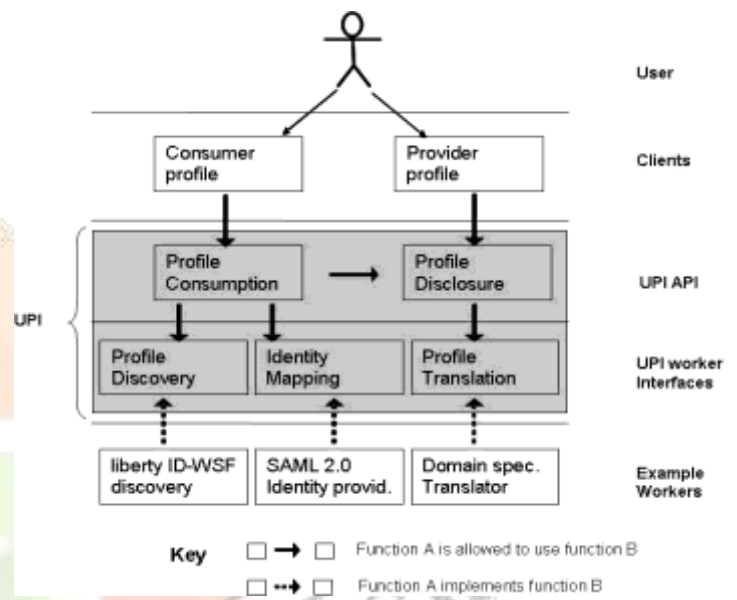 User
Consumer
profile
Provider
profile
Clients
UPI
Profile
Consumption
Profile
Disclosure
UPI API
Profile
Discovery
Identity
Mapping
Profile
Translation
UPI worker
Interfaces
liberty ID-WSF
discovery
SAML 2.0
Identity provid.
Domain spec.
Translator
Example
Workers
Key
Function A is allowed to use function B
Function A implements function B